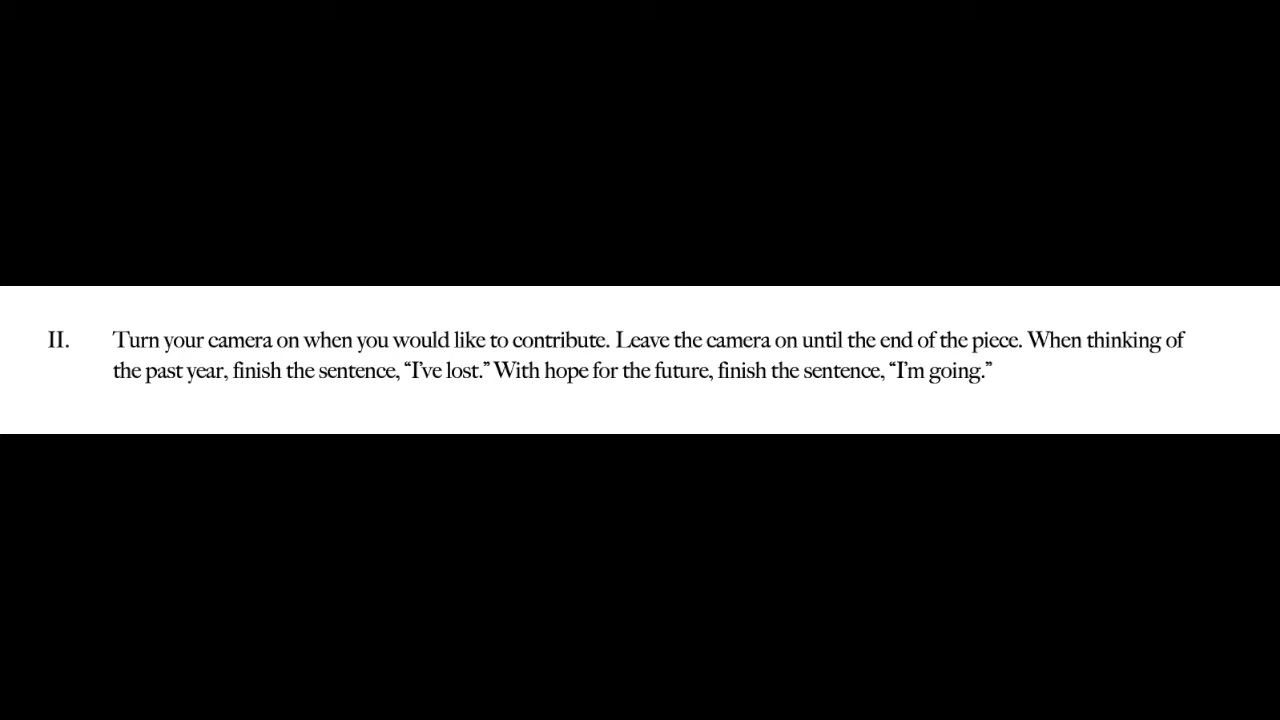 II. Turn your camera on when you would like to contribute. Leave the camera on until the end of the piece. When thinking of
the past year, finish the sentence, “I’ve lost.” With hope for the future, finish the sentence, “I’m going.”